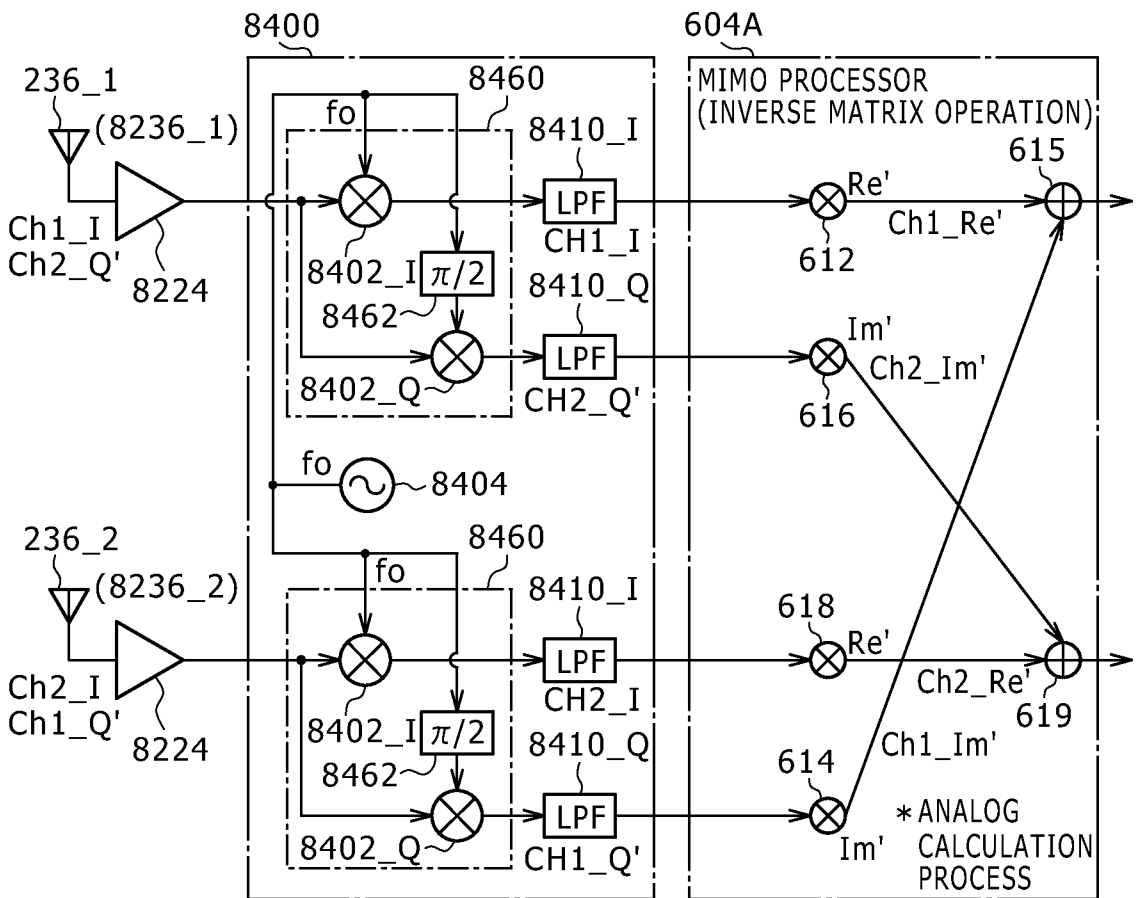 8400
604A
236_1
(8236_1)
fo
8460
8410_I
MIMO PROCESSOR
(INVERSE MATRIX OPERATION)
615
LPF
Re'
Ch1_I
Ch2_Q'
8224
8402_I
π/2
8462
CH1_I
612
Ch1_Re'
8410_Q
LPF
Im'
Ch2_Im'
8402_Q
CH2_Q'
616
fo
8404
236_2
(8236_2)
fo
8460
8410_I
618
LPF
Re'
Ch2_I
Ch1_Q'
8224
8402_I
π/2
8462
CH2_I
Ch2_Re'
619
8410_Q
Ch1_Im'
614
LPF
8402_Q
CH1_Q'
Im'
* ANALOG
CALCULATION
PROCESS